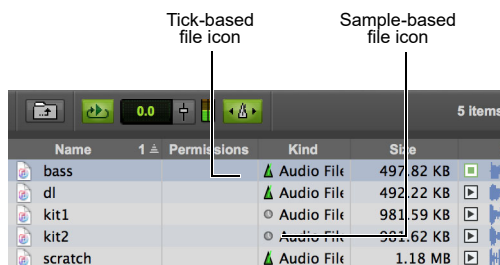 Tick-based
file icon
Sample-based
file icon
0.0
5 items
Name 1 Permissions Kind Size
bass Audio File 497.82 KB
dl Audio File 492.22 KB
kit1 Audio File 981.59 KB
kit2 Audio File 981.62 KB
scratch Audio File 1.18 MB